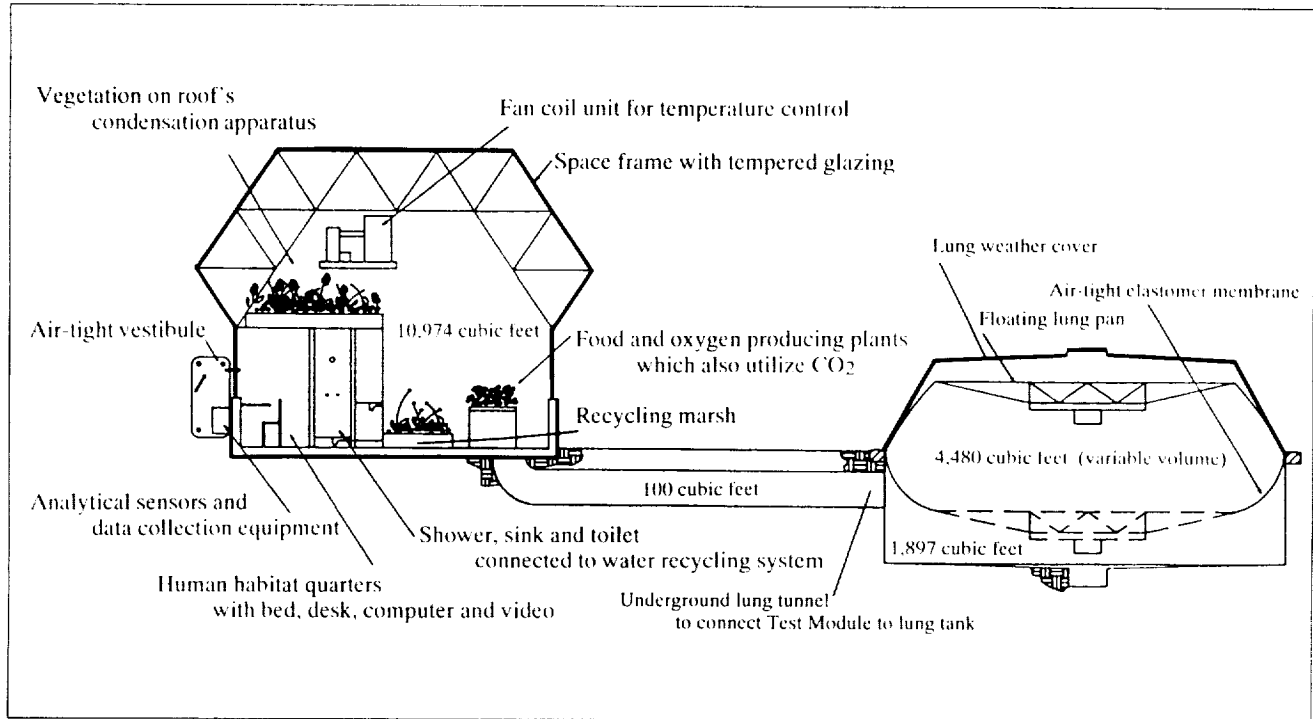 Vegetation on roof's
condensation apparatus
Fan coil unit for temperature control
Space frame with tempered glazing
Lung weather cover
Air-tight elastomer membrane
Floating lung pan
Air-tight vestibule
10,974 cubic feet
Food and oxygen producing plants
which also utilize CO2
Recycling marsh
4,480 cubic feet (variable volume)
100 cubic feet
Analytical sensors and
data collection equipment
Shower, sink and toilet
connected to water recycling system
1,897 cubic feet
Human habitat quarters
with bed, desk, computer and video
Underground lung tunnel
to connect Test Module to lung tank